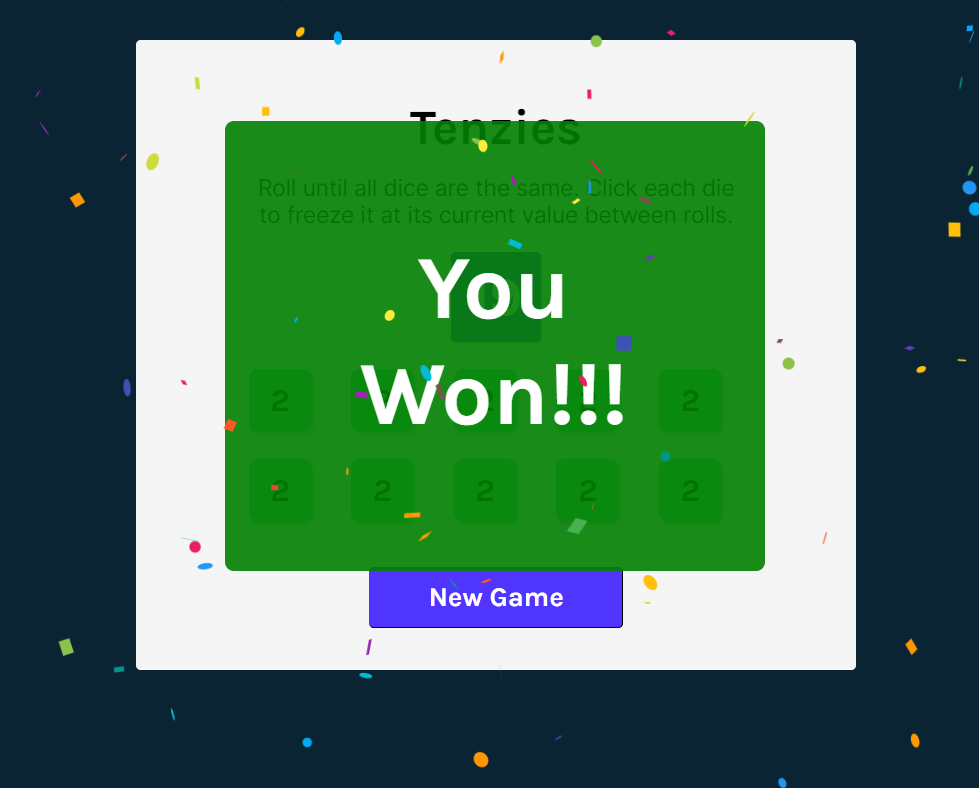 Tenzies
Roll until all dice are the same. Click each die
to freeze it at its current value between rolls.
You
Won!!!
2 2 2
2 2 2 2 2
New Game